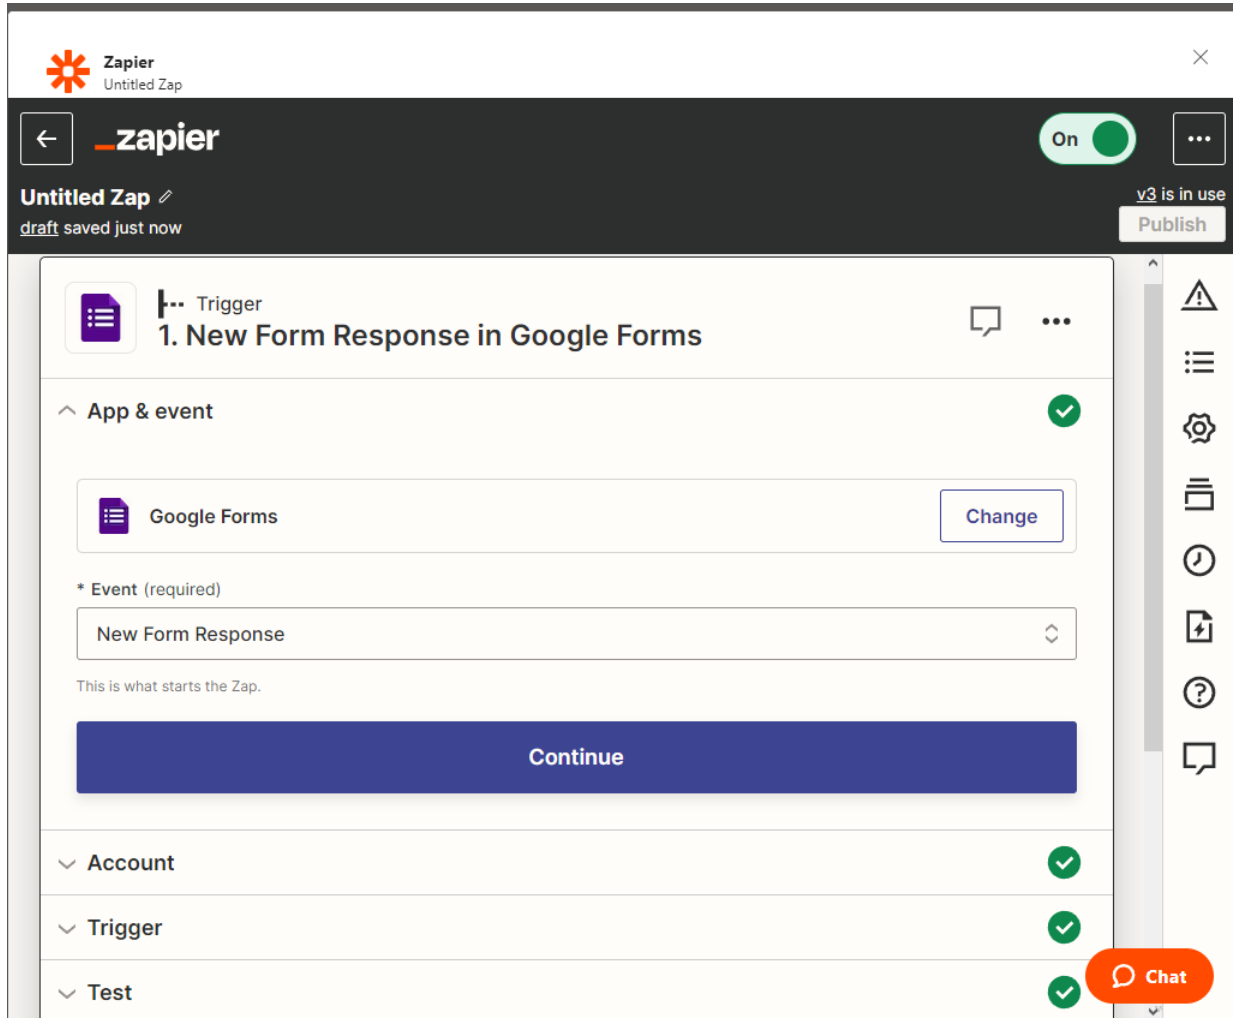 Zapier
Untitled Zap
zapier
On
Untitled Zap
v3 is in use
draft saved just now
Publish
Trigger
1. New Form Response in Google Forms
App & event
Google Forms
Change
* Event (required)
New Form Response
This is what starts the Zap.
Continue
Account
Trigger
Test
Chat